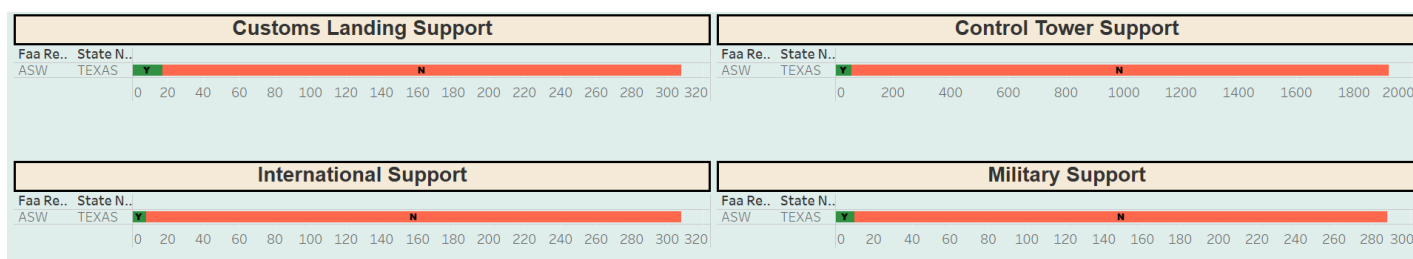 Customs Landing Support
Faa Re.. State N..
ASW TEXAS Y N
0 20 40 60 80 100 120 140 160 180 200 220 240 260 280 300 320
Control Tower Support
Faa Re.. State N..
ASW TEXAS Y N
0 200 400 600 800 1000 1200 1400 1600 1800 2000
International Support
Faa Re.. State N..
ASW TEXAS Y N
0 20 40 60 80 100 120 140 160 180 200 220 240 260 280 300 320
Military Support
Faa Re.. State N..
ASW TEXAS Y N
0 20 40 60 80 100 120 140 160 180 200 220 240 260 280 300